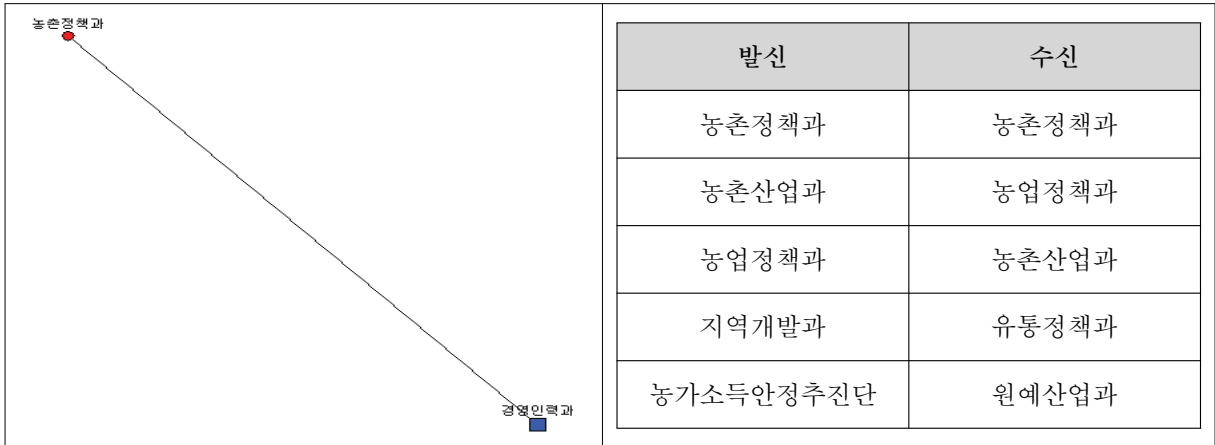 농촌정책과
경영인력과
발신 수신
농촌정책과 농촌정책과
농촌산업과 농업정책과
농업정책과 농촌산업과
지역개발과 유통정책과
농가소득안정추진단 원예산업과